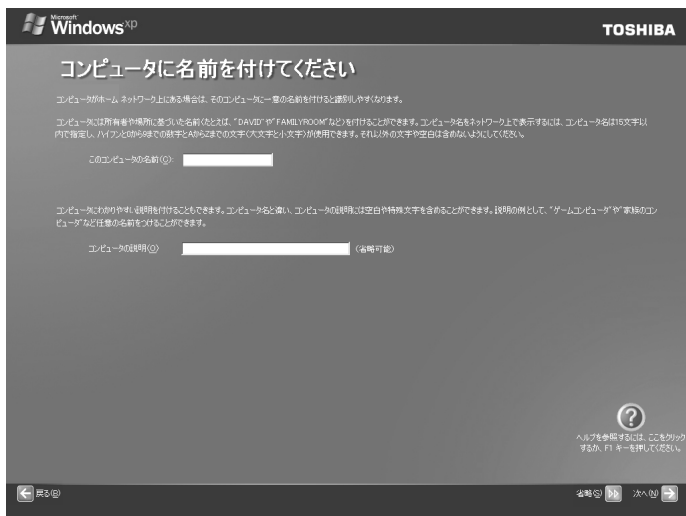 Microsoft
Windows xp
TOSHIBA
コンピュータに名前を付けてください
コンピュータがホーム ネットワーク上にある場合は、そのコンピュータに一意の名前を付けると識別しやすくなります。
コンピュータには所有者や場所に基づいた名前(たとえば、"DAVID"や"FAMILYROOM"など)を付けることができます。コンピュータ名をネットワーク上で表示するには、コンピュータ名は15文字以
内で指定し、ハイフンと0から9までの数字とAからZまでの文字(大文字と小文字)が使用できます。それ以外の文字や空白は含めないようにしてください。
このコンピュータの名前(C):
コンピュータにわかりやすい説明を付けることもできます。コンピュータ名と違い、コンピュータの説明には空白や特殊文字を含めることができます。説明の例として、"ゲームコンピュータ"や"家族のコン
ピュータ"など任意の名前をつけることができます。
コンピュータの説明(O)
(省略可能)
ヘルプを参照するには、ここをクリック
するか、F1 キーを押してください。
戻る(B)
省略(S)
次へ(N)